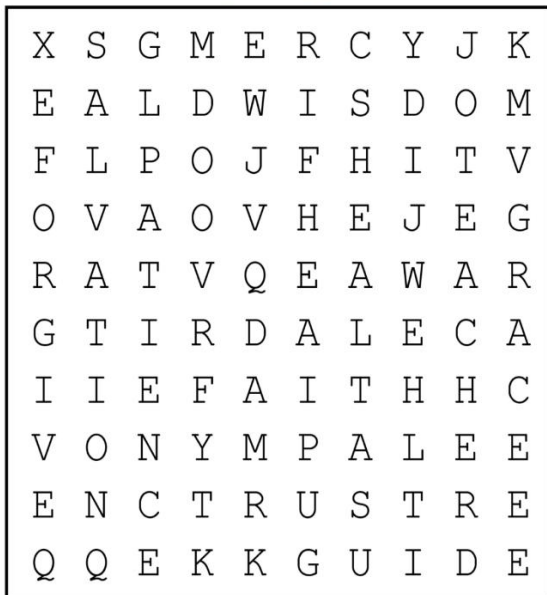 X S G M E R C Y J K
E A L D W I S D O M
F L P O J F H I T V
O V A O V H E J E G
R A T V Q E A W A R
G T I R D A L E C A
I I E F A I T H H C
V O N Y M P A L E E
E N C T R U S T R E
Q Q E K K G U I D E